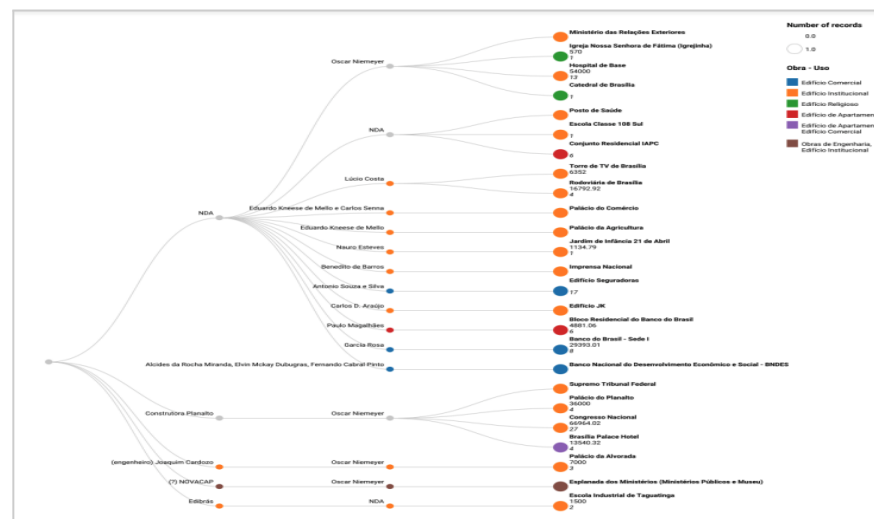 Number of records
0.0
1.0
Obra - Uso
Edifício Comercial
Edifício Institucional
Edifício Religioso
Edifício de Apartamen
Edifício de Apartamen
Edifício Comercial
Obras de Engenharia,
Edifício Institucional
NDA
Construtora Planalto
(engenheiro) Joaquim Cardozo
(?) NOVACAP
Edibrás
Oscar Niemeyer
NDA
Lúcio Costa
Eduardo Kneese de Mello e Carlos Senna
Eduardo Kneese de Mello
Nauro Esteves
Benedito de Barros
Antonio Souza e Silva
Carlos D. Araújo
Paulo Magalhães
Garcia Rosa
Alcides da Rocha Miranda, Elvin Mckay Dubugras, Fernando Cabral Pinto
Oscar Niemeyer
Oscar Niemeyer
Oscar Niemeyer
NDA
Ministério das Relações Exteriores
Igreja Nossa Senhora de Fátima (Igrejinha)
570
1
Hospital de Base
54000
13
Catedral de Brasília
1
Posto de Saúde
Escola Classe 108 Sul
1
Conjunto Residencial IAPC
6
Torre de TV de Brasília
6352
Rodoviária de Brasília
16792.92
4
Palácio do Comércio
Palácio da Agricultura
Jardim de Infância 21 de Abril
1134.79
1
Imprensa Nacional
Edifício Seguradoras
17
Edifício JK
Bloco Residencial do Banco do Brasil
4881.06
6
Banco do Brasil - Sede I
29393.01
8
Banco Nacional do Desenvolvimento Econômico e Social - BNDES
Supremo Tribunal Federal
Palácio do Planalto
36000
4
Congresso Nacional
66964.02
27
Brasília Palace Hotel
13540.32
4
Palácio da Alvorada
7000
3
Esplanada dos Ministérios (Ministérios Públicos e Museu)
Escola Industrial de Taguatinga
1500
2